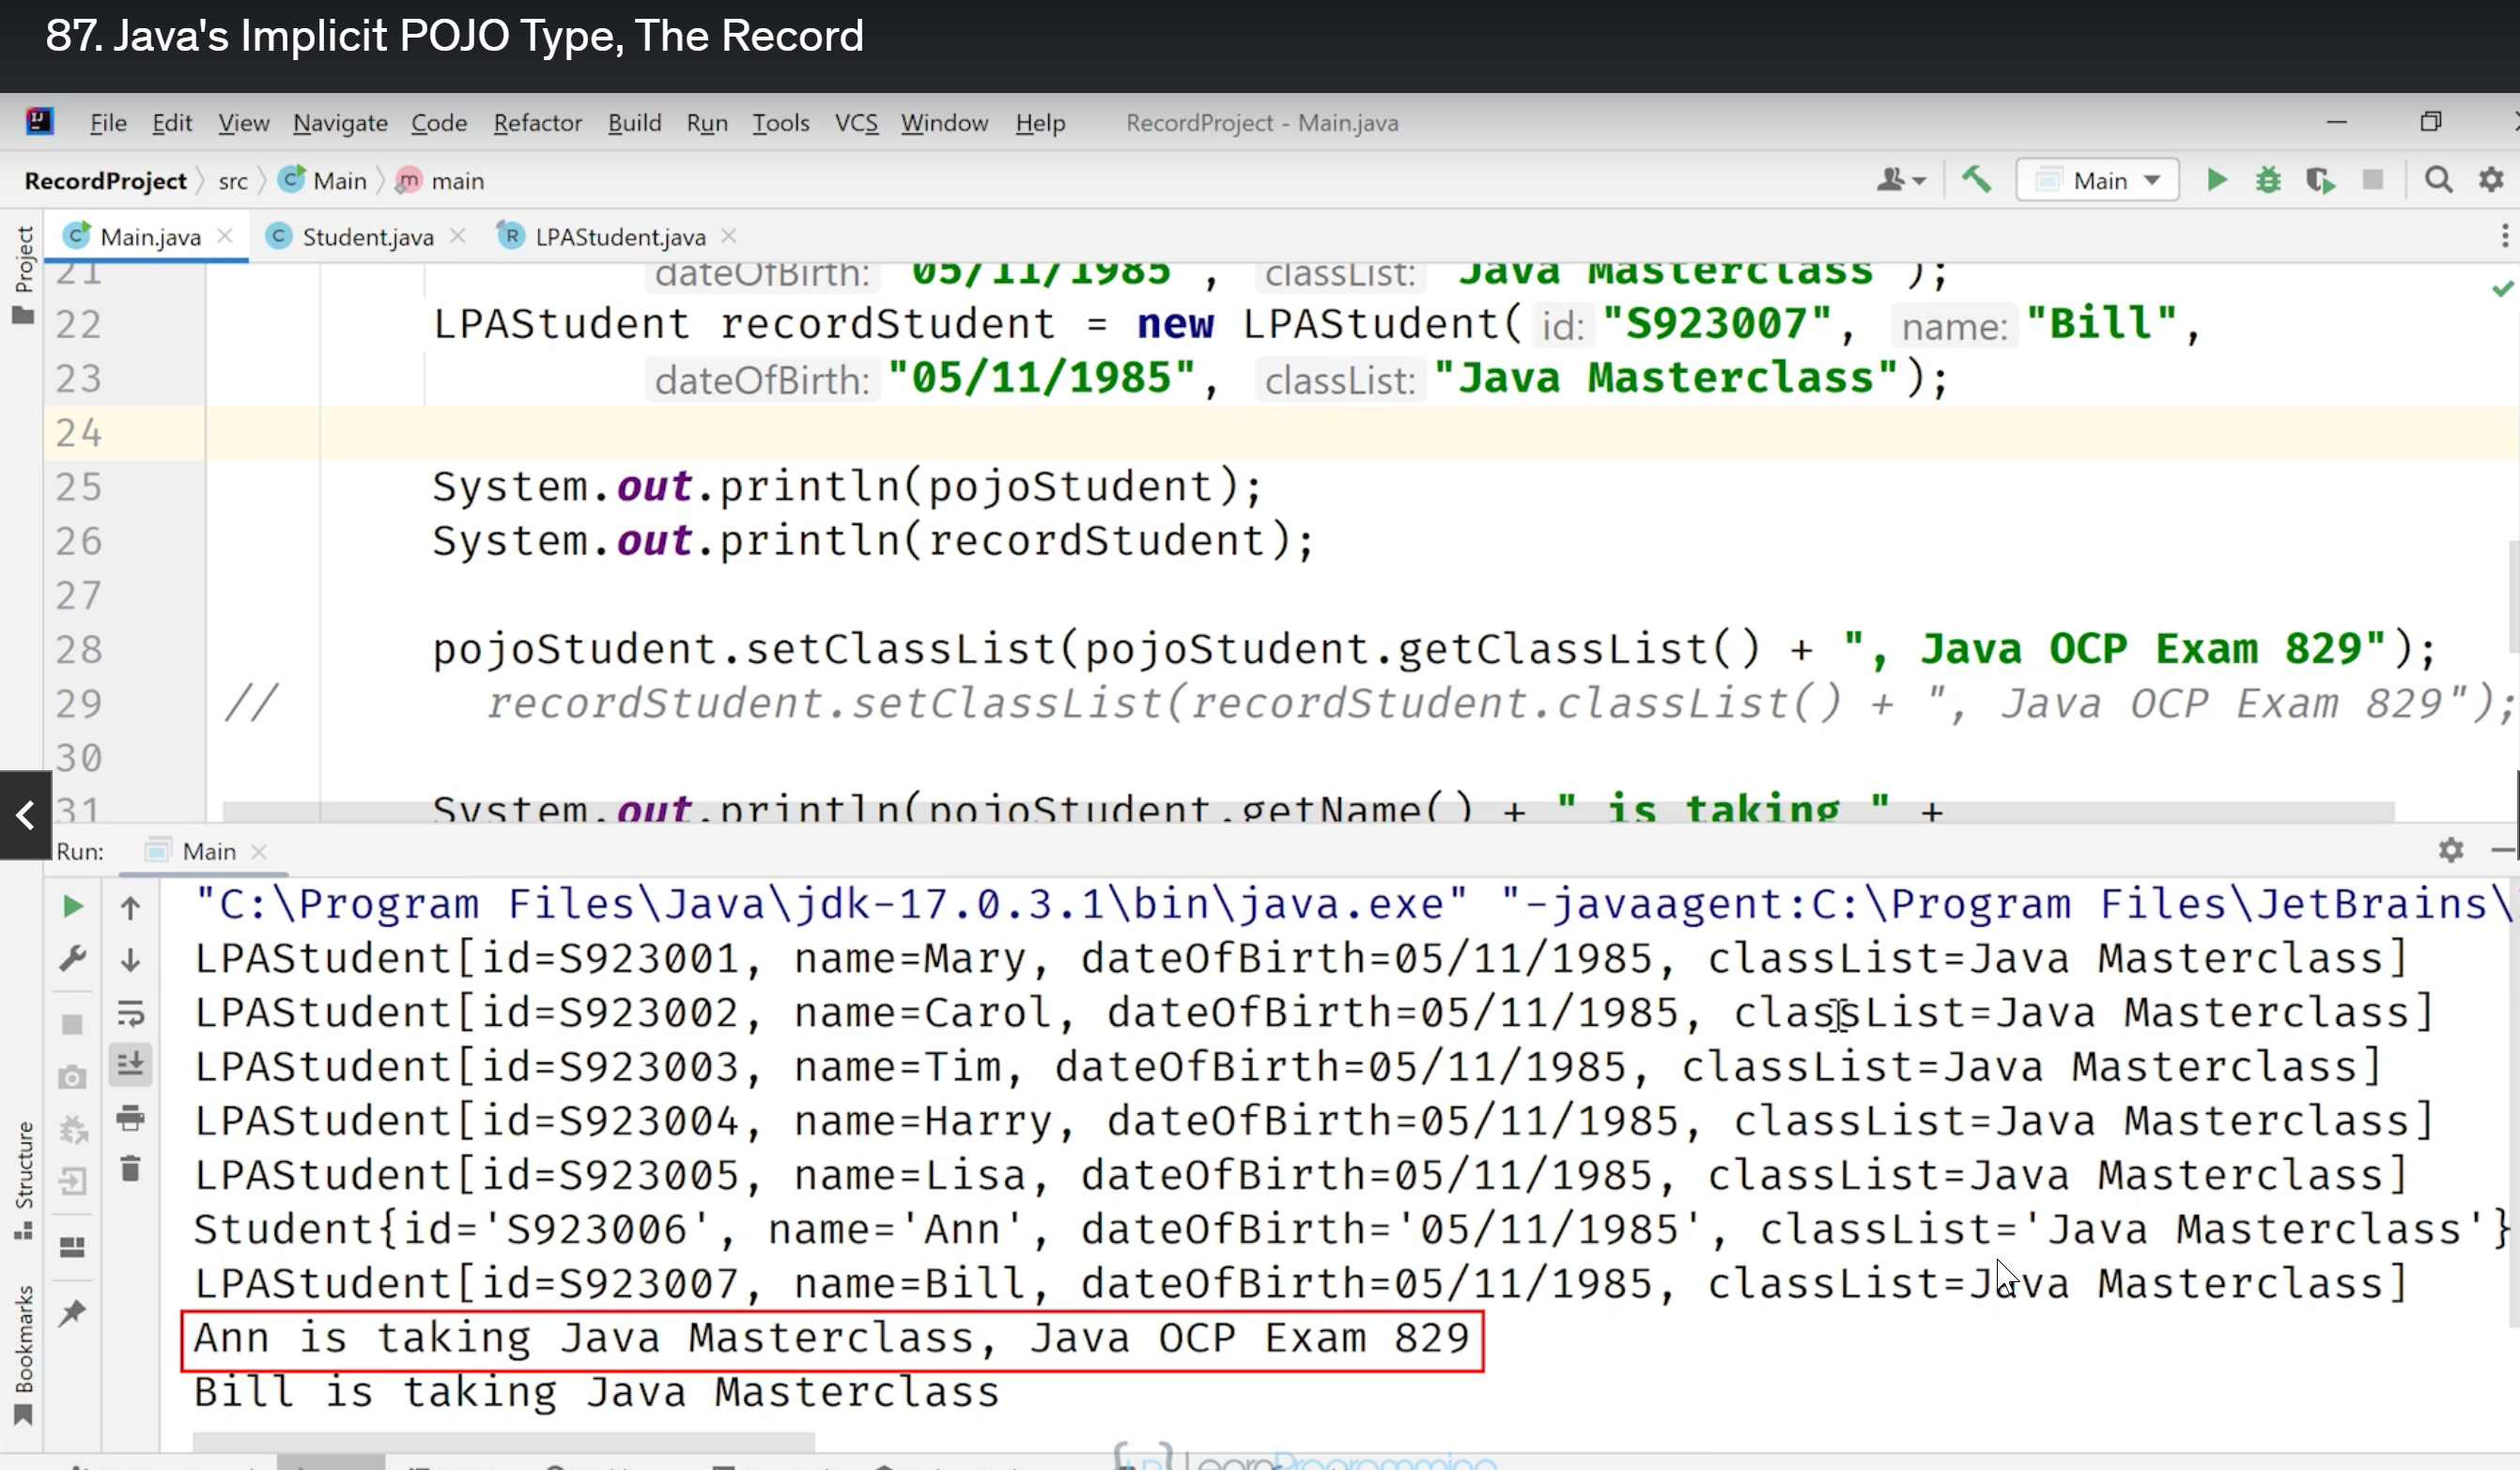 87. Java's Implicit POJO Type, The Record
File Edit View Navigate Code Refactor Build Run Tools VCS Window Help RecordProject - Main.java
RecordProject src Main main Main
Project Main.java Student.java LPAStudent.java
21 dateOfBirth: "05/11/1985", classList: "Java Masterclass");
22 LPAStudent recordStudent = new LPAStudent( id: "S923007", name: "Bill",
23 dateOfBirth: "05/11/1985", classList: "Java Masterclass");
24
25 System.out.println(pojoStudent);
26 System.out.println(recordStudent);
27
28 pojoStudent.setClassList(pojoStudent.getClassList() + ", Java OCP Exam 829");
29 // recordStudent.setClassList(recordStudent.classList() + ", Java OCP Exam 829");
30
31 System.out.println(pojoStudent.getName() + " is taking " +
Run: Main
"C:\Program Files\Java\jdk-17.0.3.1\bin\java.exe" "-javaagent:C:\Program Files\JetBrains\
LPAStudent[id=S923001, name=Mary, dateOfBirth=05/11/1985, classList=Java Masterclass]
LPAStudent[id=S923002, name=Carol, dateOfBirth=05/11/1985, classList=Java Masterclass]
LPAStudent[id=S923003, name=Tim, dateOfBirth=05/11/1985, classList=Java Masterclass]
LPAStudent[id=S923004, name=Harry, dateOfBirth=05/11/1985, classList=Java Masterclass]
LPAStudent[id=S923005, name=Lisa, dateOfBirth=05/11/1985, classList=Java Masterclass]
Student{id='S923006', name='Ann', dateOfBirth='05/11/1985', classList='Java Masterclass'}
LPAStudent[id=S923007, name=Bill, dateOfBirth=05/11/1985, classList=Java Masterclass]
Ann is taking Java Masterclass, Java OCP Exam 829
Bill is taking Java Masterclass
Structure
Bookmarks
LearnProgramming